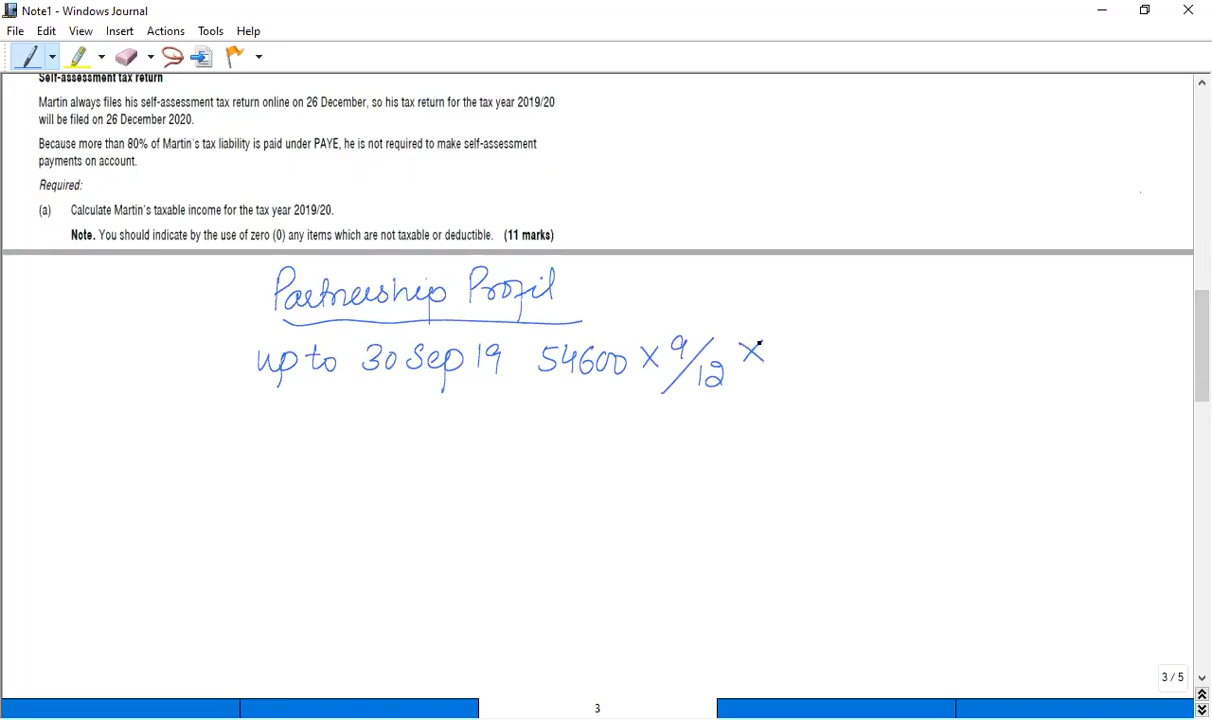 Note1 - Windows Journal
File Edit View Insert Actions Tools Help
Self-assessment tax return
Martin always files his self-assessment tax return online on 26 December, so his tax return for the tax year 2019/20
will be filed on 26 December 2020.
Because more than 80% of Martin's tax liability is paid under PAYE, he is not required to make self-assessment
payments on account.
Required:
(a) Calculate Martin's taxable income for the tax year 2019/20.
Note. You should indicate by the use of zero (0) any items which are not taxable or deductible. (11 marks)
Partnership Profit
up to 30 Sep 19 54600 X 9/12 X
3 / 5
3